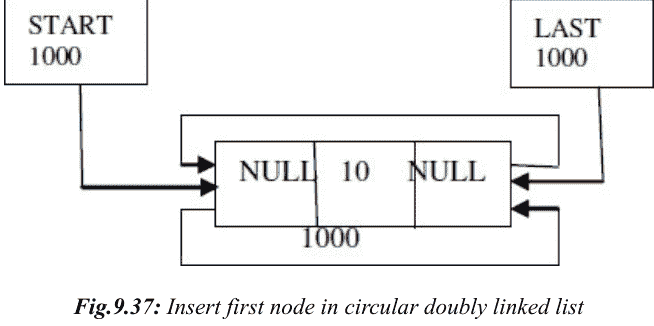 START
1000
LAST
1000
NULL 10 NULL
1000
Fig.9.37: Insert first node in circular doubly linked list